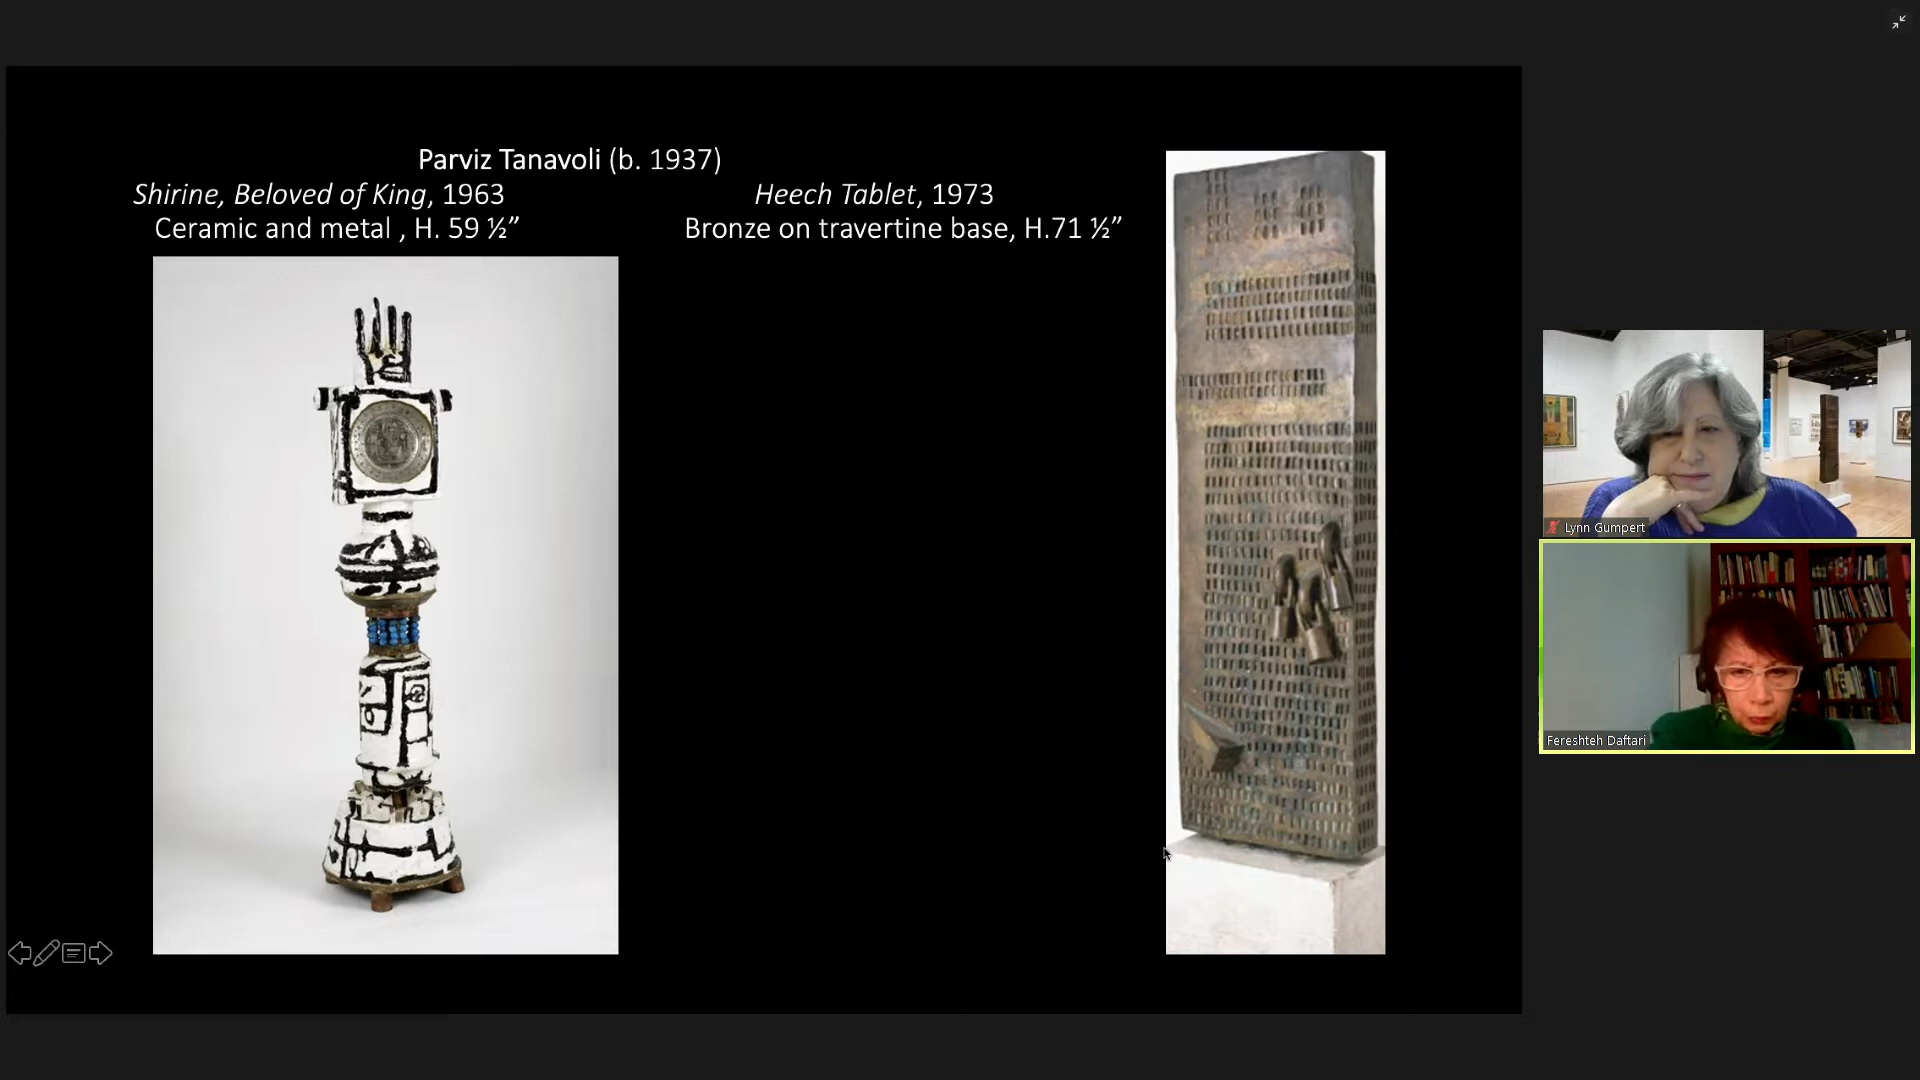 Parviz Tanavoli (b. 1937)
Shirine, Beloved of King, 1963
Ceramic and metal , H. 59 ½”
Heech Tablet, 1973
Bronze on travertine base, H.71 ½”
Lynn Gumpert
Fereshteh Daftari